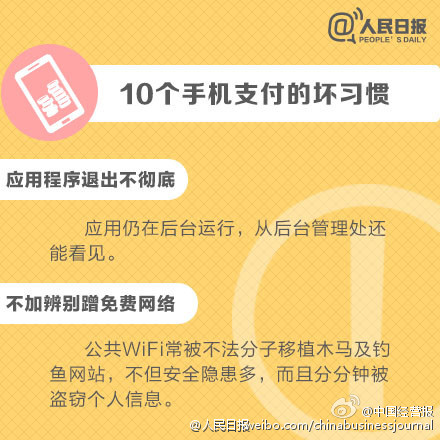 @人民日报
PEOPLE'S DAILY
10个手机支付的坏习惯
应用程序退出不彻底
应用仍在后台运行，从后台管理处还
能看见。
不加辨别蹭免费网络
公共WiFi常被不法分子移植木马及钓
鱼网站，不但安全隐患多，而且分分钟被
盗窃个人信息。
@中国经营报
@人民日报weibo.com/chinabusinessjournal